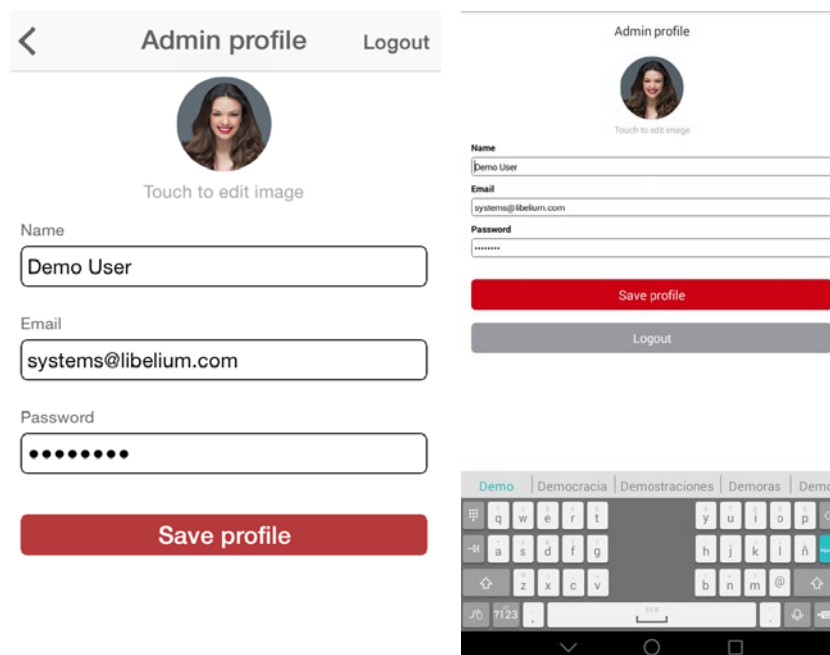 Admin profile Logout
Touch to edit image
Name
Demo User
Email
systems@libelium.com
Password
••••••••
Save profile
Admin profile
Touch to edit image
Name
Demo User
Email
systems@libelium.com
Password
••••••••
Save profile
Logout
Demo Democracia Demostraciones Demoras Demo
q w e r t y u i o p
a s d f g h j k l ñ
z x c v b n m @
?123 , .